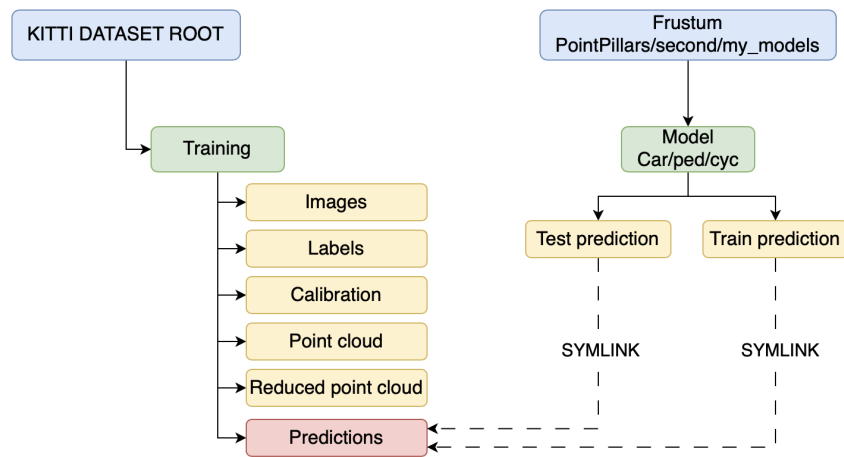 KITTI DATASET ROOT
Training
Images
Labels
Calibration
Point cloud
Reduced point cloud
Predictions
Frustum
PointPillars/second/my_models
Model
Car/ped/cyc
Test prediction
Train prediction
SYMLINK
SYMLINK